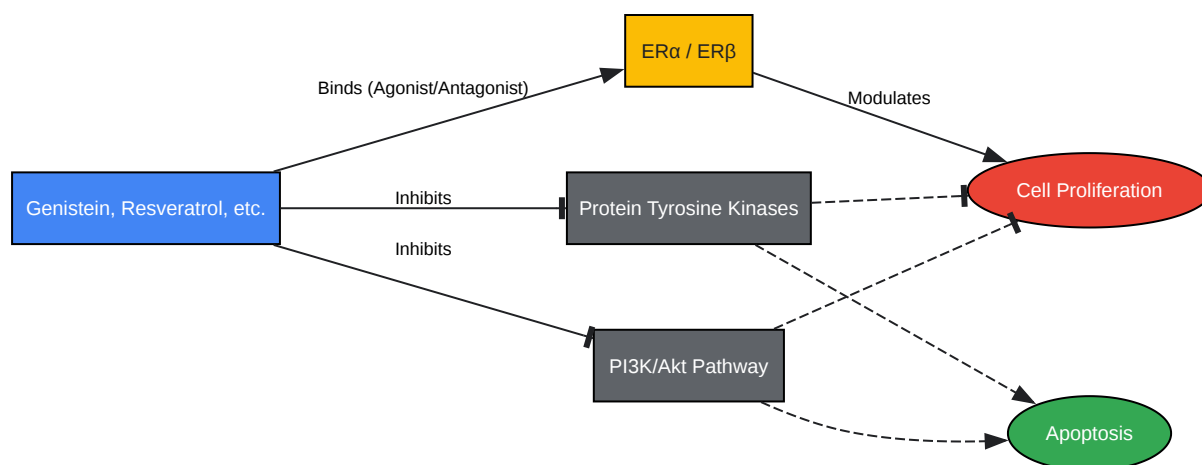 ERα / ERβ
Binds (Agonist/Antagonist)
Modulates
Genistein, Resveratrol, etc.
Inhibits
Protein Tyrosine Kinases
Cell Proliferation
Inhibits
PI3K/Akt Pathway
Apoptosis